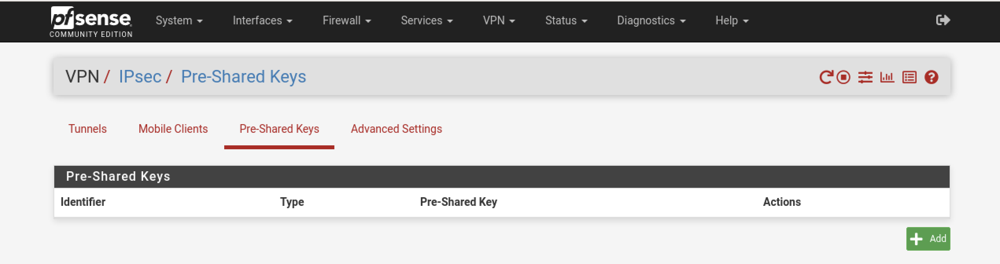 pfsense
COMMUNITY EDITION
System Interfaces Firewall Services VPN Status Diagnostics Help
VPN / IPsec / Pre-Shared Keys
Tunnels Mobile Clients Pre-Shared Keys Advanced Settings
Pre-Shared Keys
Identifier Type Pre-Shared Key Actions
Add